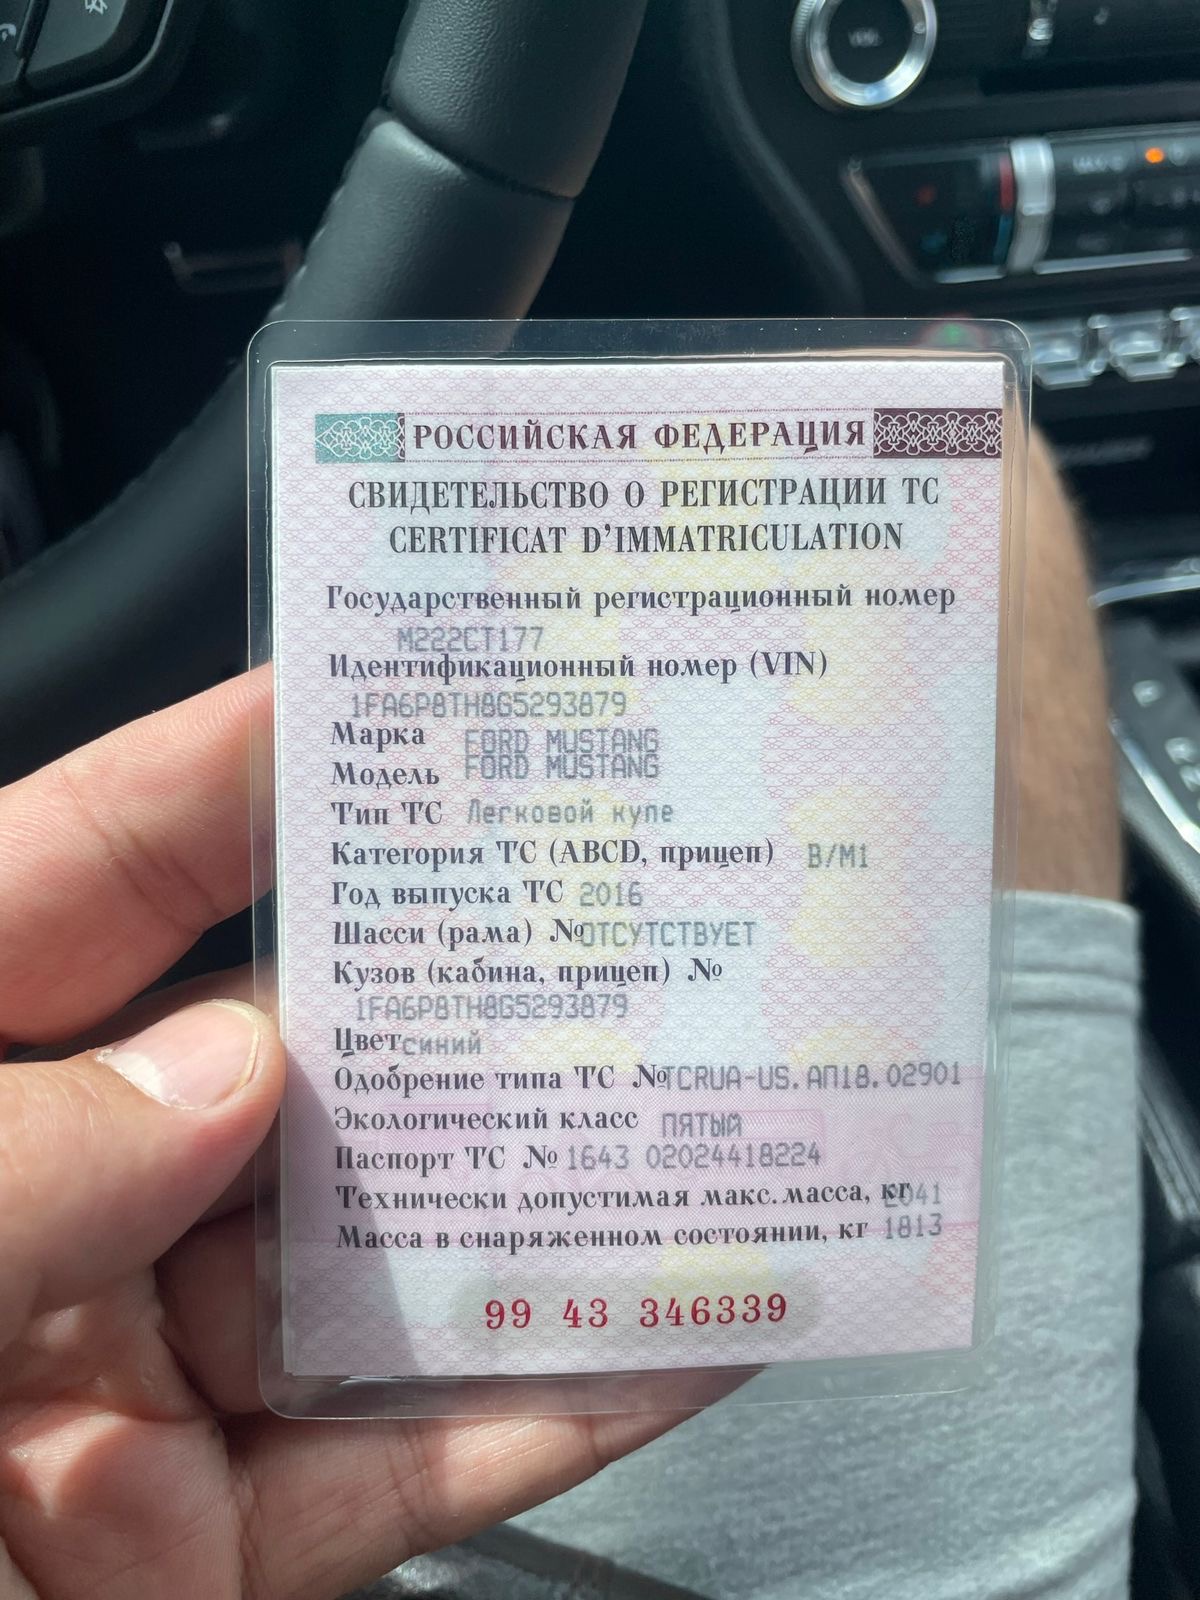 РОССИЙСКАЯ ФЕДЕРАЦИЯ
СВИДЕТЕЛЬСТВО О РЕГИСТРАЦИИ ТС
CERTIFICAT D'IMMATRICULATION
Государственный регистрационный номер
М222СТ177
Идентификационный номер (VIN)
1FA6P8TH8G5293879
Марка FORD MUSTANG
Модель FORD MUSTANG
Тип ТС Легковой купе
Категория ТС (ABCD, прицеп) B/M1
Год выпуска ТС 2016
Шасси (рама) № ОТСУТСТВУЕТ
Кузов (кабина, прицеп) №
1FA6P8TH8G5293879
Цвет синий
Одобрение типа ТС № TCRUA-US.АП18.02901
Экологический класс ПЯТЫЙ
Паспорт ТС № 1643 02024418224
Технически допустимая макс. масса, кг
Масса в снаряженном состоянии, кг 1813
99 43 346339